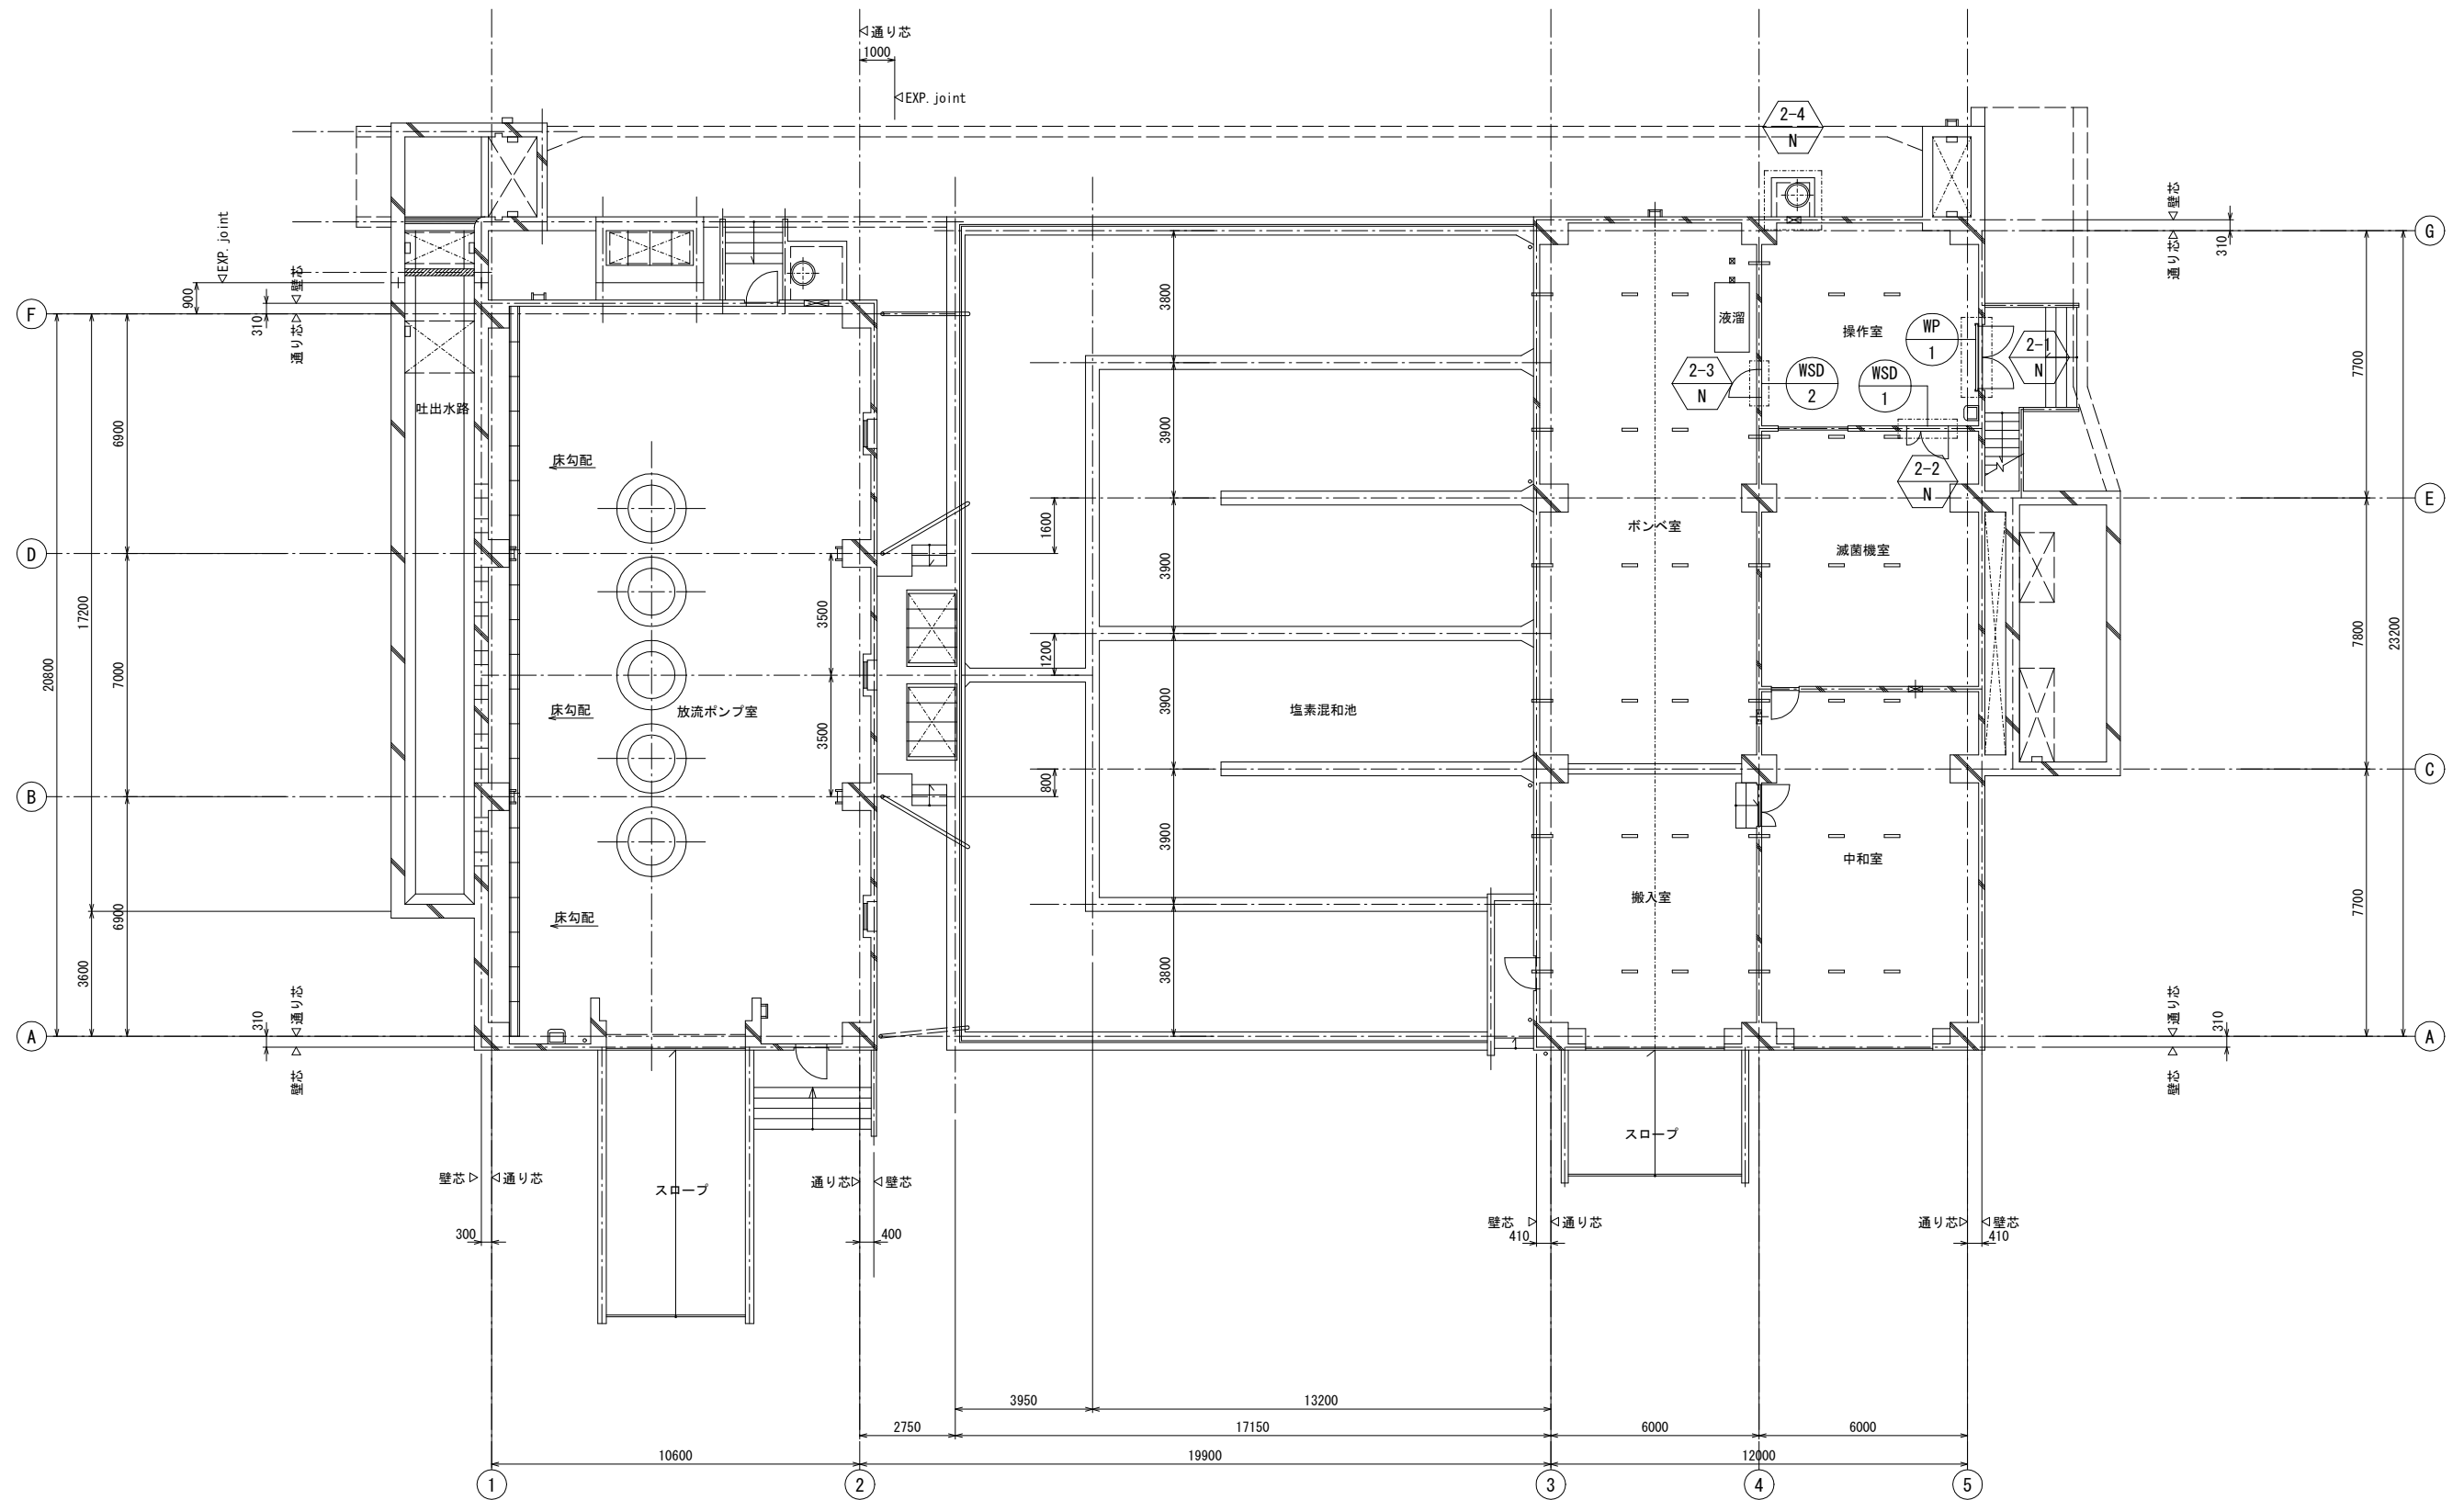 通り芯
1000
EXP. joint
2-4
N
EXP. joint
壁芯
通り芯
900
310
壁芯
310
通り芯
G
F
吐出水路
3800
液溜
操作室
WP
1
2-1
N
2-3
N
WSD
2
WSD
1
7700
6900
3900
床勾配
2-2
N
E
1600
ボンベ室
滅菌機室
D
3900
17200
20800
7000
3500
1200
7800
23200
床勾配
放流ポンプ室
3500
3900
塩素混和池
800
C
B
6900
3900
中和室
搬入室
7700
床勾配
3600
3800
通り芯
310
壁芯
通り芯
310
壁芯
A
A
スロープ
壁芯
通り芯
スロープ
通り芯
壁芯
300
400
壁芯
通り芯
410
通り芯
壁芯
410
3950
13200
2750
17150
6000
6000
10600
19900
12000
1
2
3
4
5